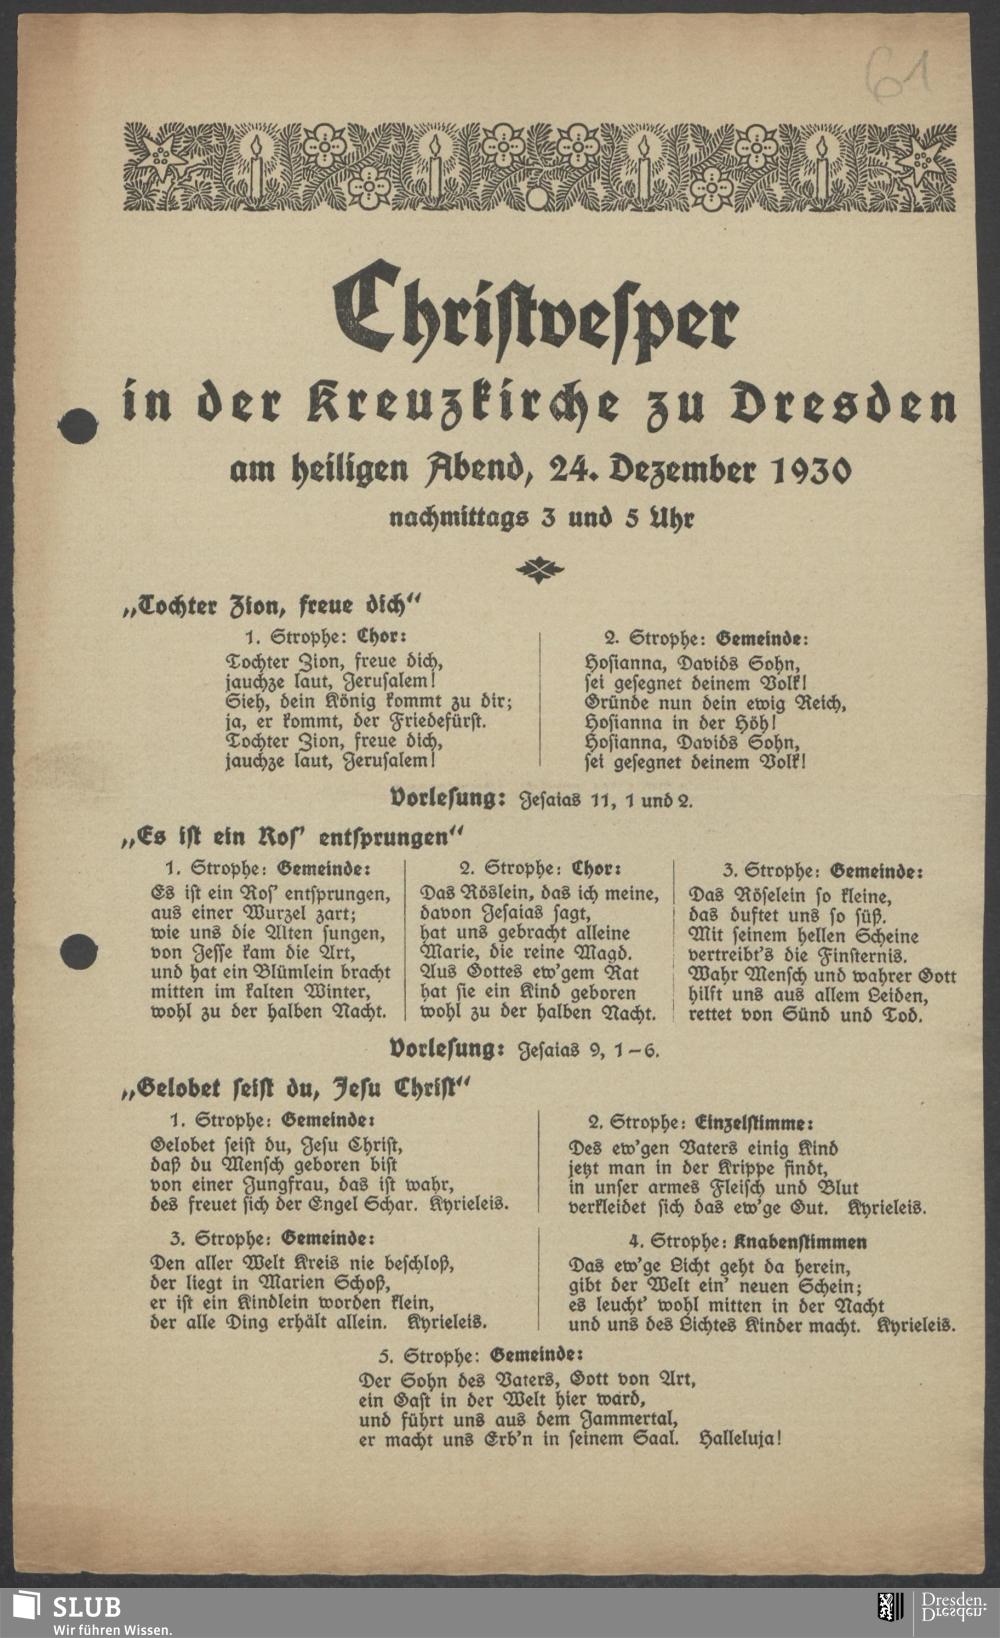 61
Christvesper
in der Kreuzkirche zu Dresden
am heiligen Abend, 24. Dezember 1930
nachmittags 3 und 5 Uhr
„Tochter Zion, freue dich“
1. Strophe: Chor:
Tochter Zion, freue dich,
jauchze laut, Jerusalem!
Sieh, dein König kommt zu dir;
ja, er kommt, der Friedefürst.
Tochter Zion, freue dich,
jauchze laut, Jerusalem!
2. Strophe: Gemeinde:
Hosianna, Davids Sohn,
sei gesegnet deinem Volk!
Gründe nun dein ewig Reich,
Hosianna in der Höh!
Hosianna, Davids Sohn,
sei gesegnet deinem Volk!
Vorlesung: Jesaias 11, 1 und 2.
„Es ist ein Ros' entsprungen“
1. Strophe: Gemeinde:
Es ist ein Ros' entsprungen,
aus einer Wurzel zart;
wie uns die Alten sungen,
von Jesse kam die Art,
und hat ein Blümlein bracht
mitten im kalten Winter,
wohl zu der halben Nacht.
2. Strophe: Chor:
Das Röslein, das ich meine,
davon Jesaias sagt,
hat uns gebracht alleine
Marie, die reine Magd.
Aus Gottes ew'gem Rat
hat sie ein Kind geboren
wohl zu der halben Nacht.
3. Strophe: Gemeinde:
Das Röselein so kleine,
das duftet uns so süß.
Mit seinem hellen Scheine
vertreibt's die Finsternis.
Wahr Mensch und wahrer Gott
hilft uns aus allem Leiden,
rettet von Sünd und Tod.
Vorlesung: Jesaias 9, 1–6.
„Gelobet seist du, Jesu Christ“
1. Strophe: Gemeinde:
Gelobet seist du, Jesu Christ,
daß du Mensch geboren bist
von einer Jungfrau, das ist wahr,
des freuet sich der Engel Schar. Kyrieleis.
2. Strophe: Einzelstimme:
Des ew'gen Vaters einig Kind
jetzt man in der Krippe findt,
in unser armes Fleisch und Blut
verkleidet sich das ew'ge Gut. Kyrieleis.
3. Strophe: Gemeinde:
Den aller Welt Kreis nie beschloß,
der liegt in Marien Schoß,
er ist ein Kindlein worden klein,
der alle Ding erhält allein. Kyrieleis.
4. Strophe: Knabenstimmen
Das ew'ge Licht geht da herein,
gibt der Welt ein' neuen Schein;
es leucht' wohl mitten in der Nacht
und uns des Lichtes Kinder macht. Kyrieleis.
5. Strophe: Gemeinde:
Der Sohn des Vaters, Gott von Art,
ein Gast in der Welt hier ward,
und führt uns aus dem Jammertal,
er macht uns Erb'n in seinem Saal. Halleluja!
SLUB
Wir führen Wissen.
Dresden.
Dresden.